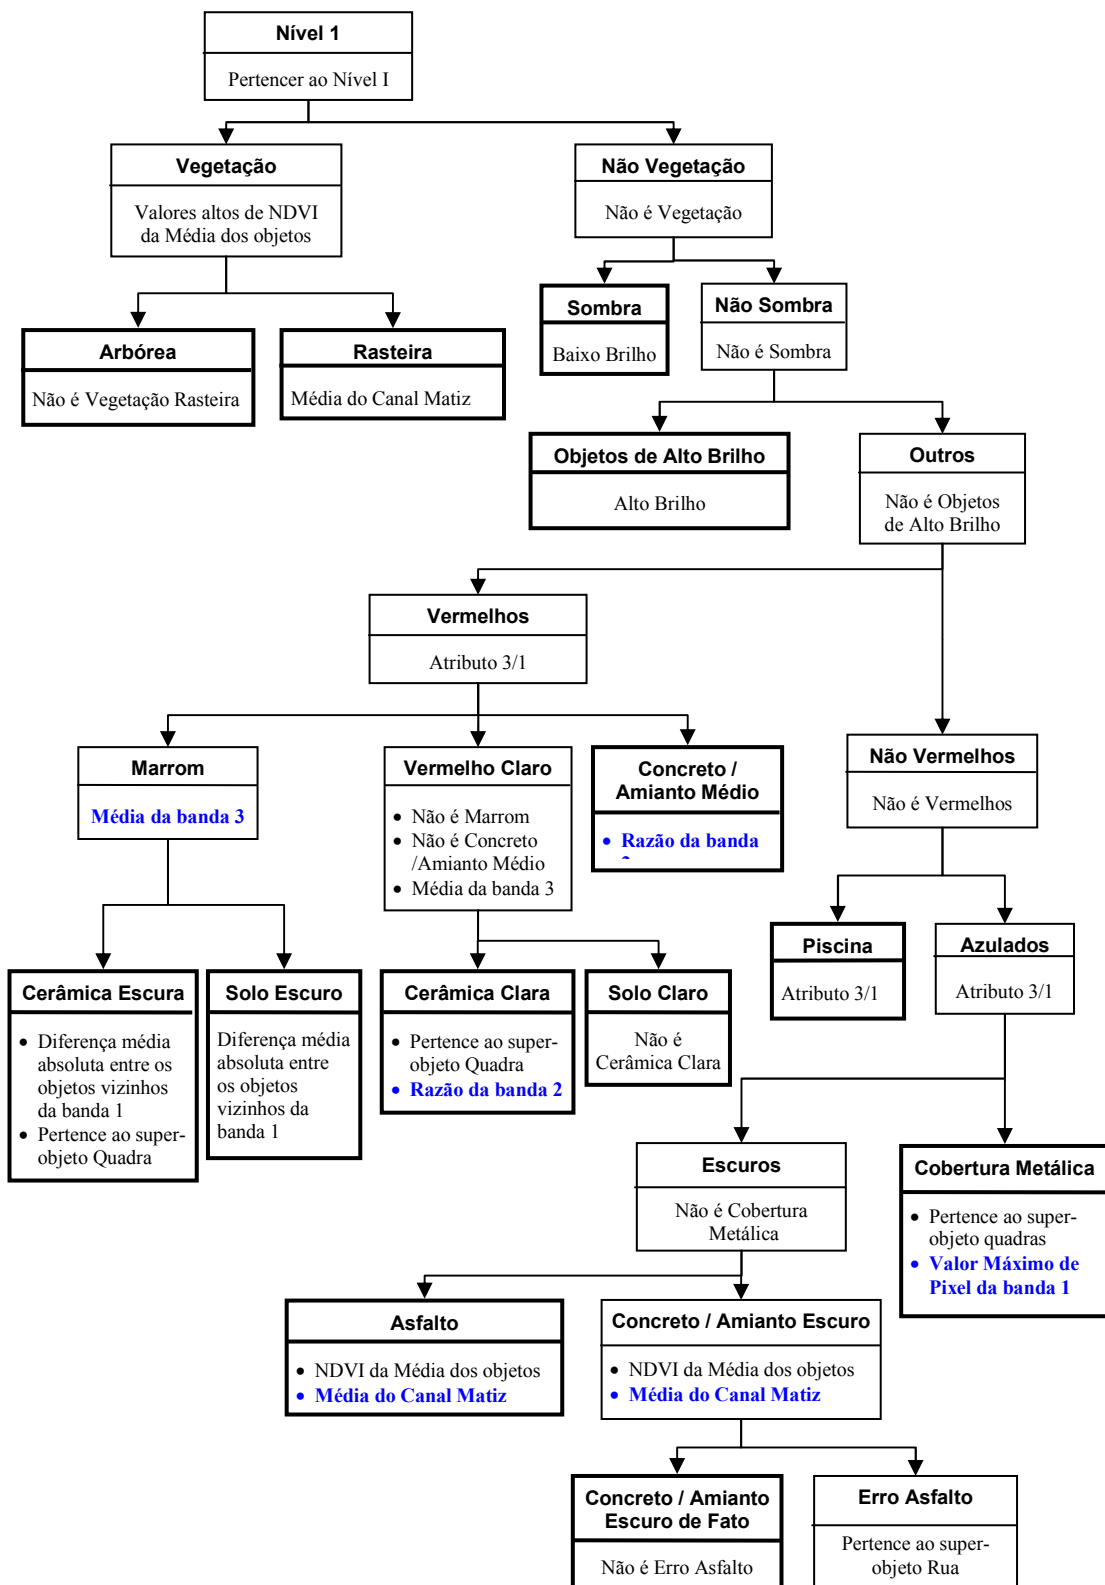 Nível 1
Pertencer ao Nível I
Vegetação
Valores altos de NDVI
da Média dos objetos
Não Vegetação
Não é Vegetação
Arbórea
Não é Vegetação Rasteira
Rasteira
Média do Canal Matiz
Sombra
Baixo Brilho
Não Sombra
Não é Sombra
Objetos de Alto Brilho
Alto Brilho
Outros
Não é Objetos
de Alto Brilho
Vermelhos
Atributo 3/1
Marrom
Média da banda 3
Vermelho Claro
• Não é Marrom
• Não é Concreto
/Amianto Médio
• Média da banda 3
Concreto /
Amianto Médio
• Razão da banda
Não Vermelhos
Não é Vermelhos
Cerâmica Escura
• Diferença média
absoluta entre os
objetos vizinhos
da banda 1
• Pertence ao super-
objeto Quadra
Solo Escuro
Diferença média
absoluta entre
os objetos
vizinhos da
banda 1
Cerâmica Clara
• Pertence ao super-
objeto Quadra
• Razão da banda 2
Solo Claro
Não é
Cerâmica Clara
Piscina
Atributo 3/1
Azulados
Atributo 3/1
Escuros
Não é Cobertura
Metálica
Cobertura Metálica
• Pertence ao super-
objeto quadras
• Valor Máximo de
Pixel da banda 1
Asfalto
• NDVI da Média dos objetos
• Média do Canal Matiz
Concreto / Amianto Escuro
• NDVI da Média dos objetos
• Média do Canal Matiz
Concreto / Amianto
Escuro de Fato
Não é Erro Asfalto
Erro Asfalto
Pertence ao super-
objeto Rua